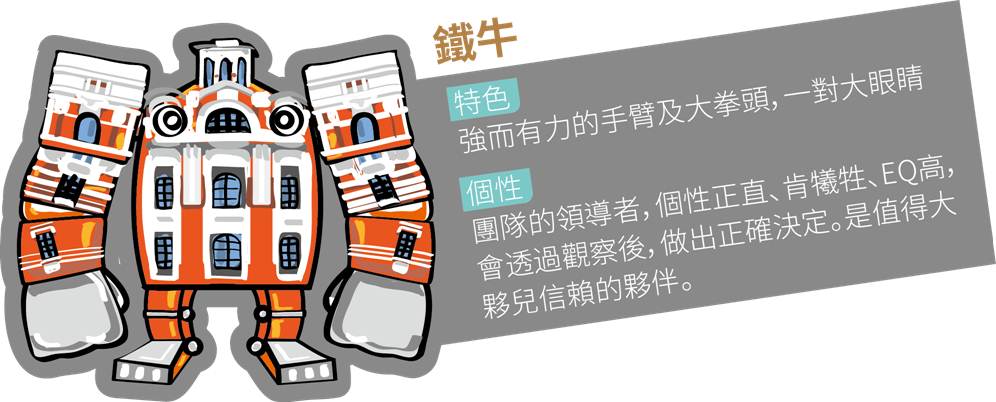 鐵牛
特色
強而有力的手臂及大拳頭，一對大眼睛
個性
團隊的領導者，個性正直、肯犧牲、EQ高，
會透過觀察後，做出正確決定。是值得大
夥兒信賴的夥伴。